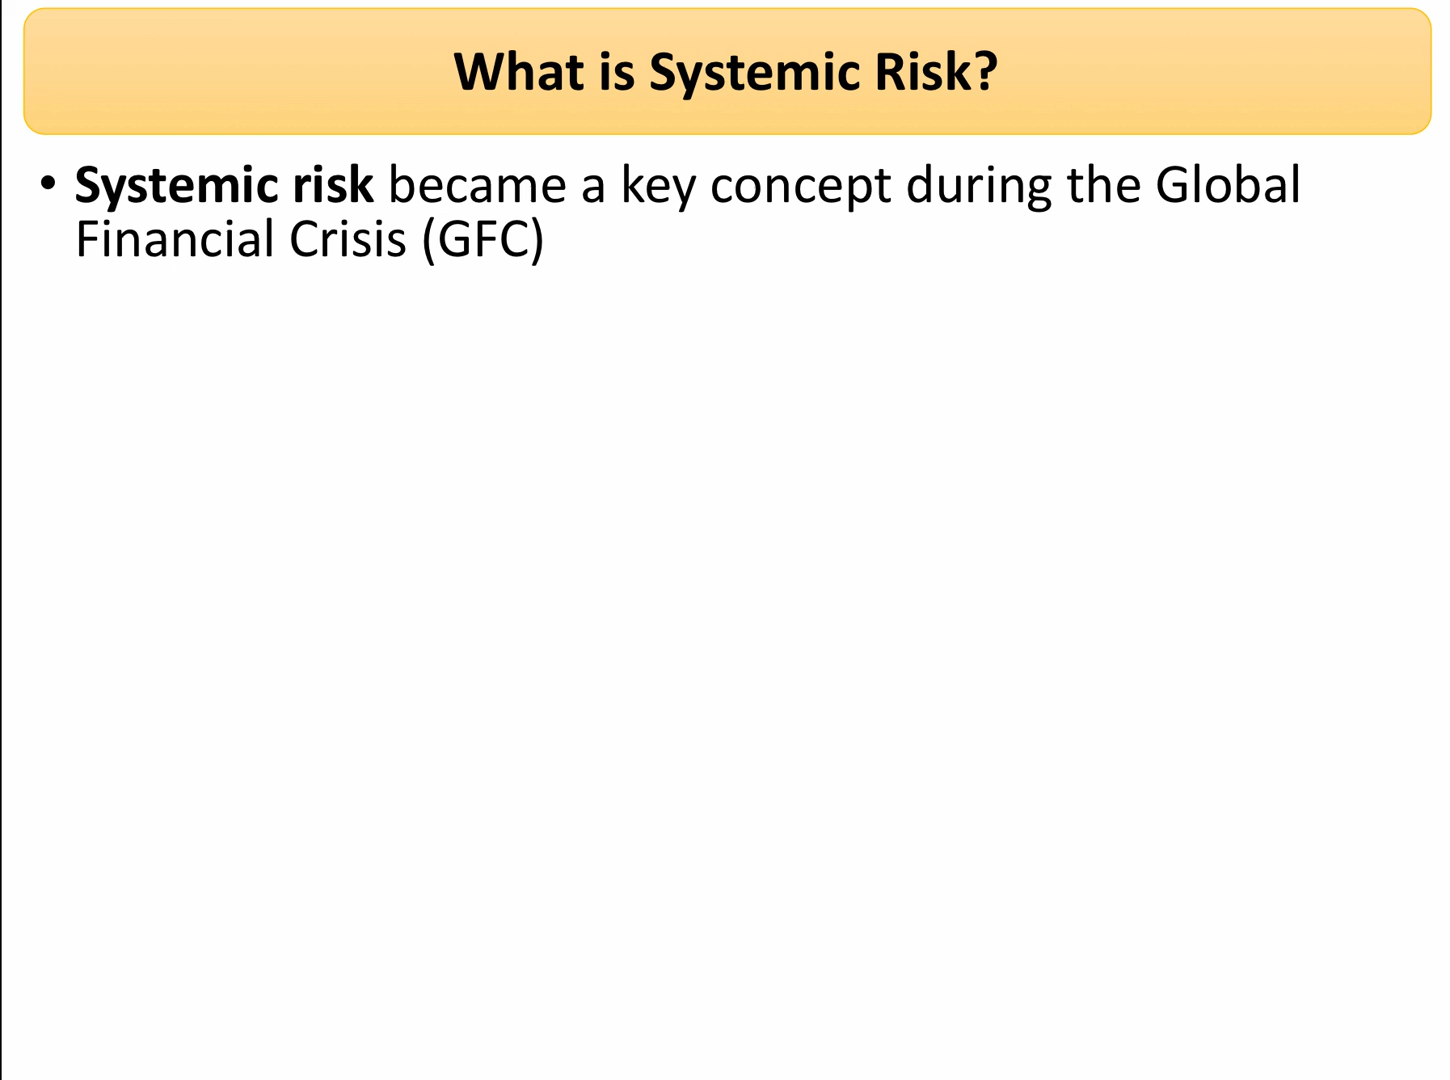 What is Systemic Risk?
• Systemic risk became a key concept during the Global
Financial Crisis (GFC)